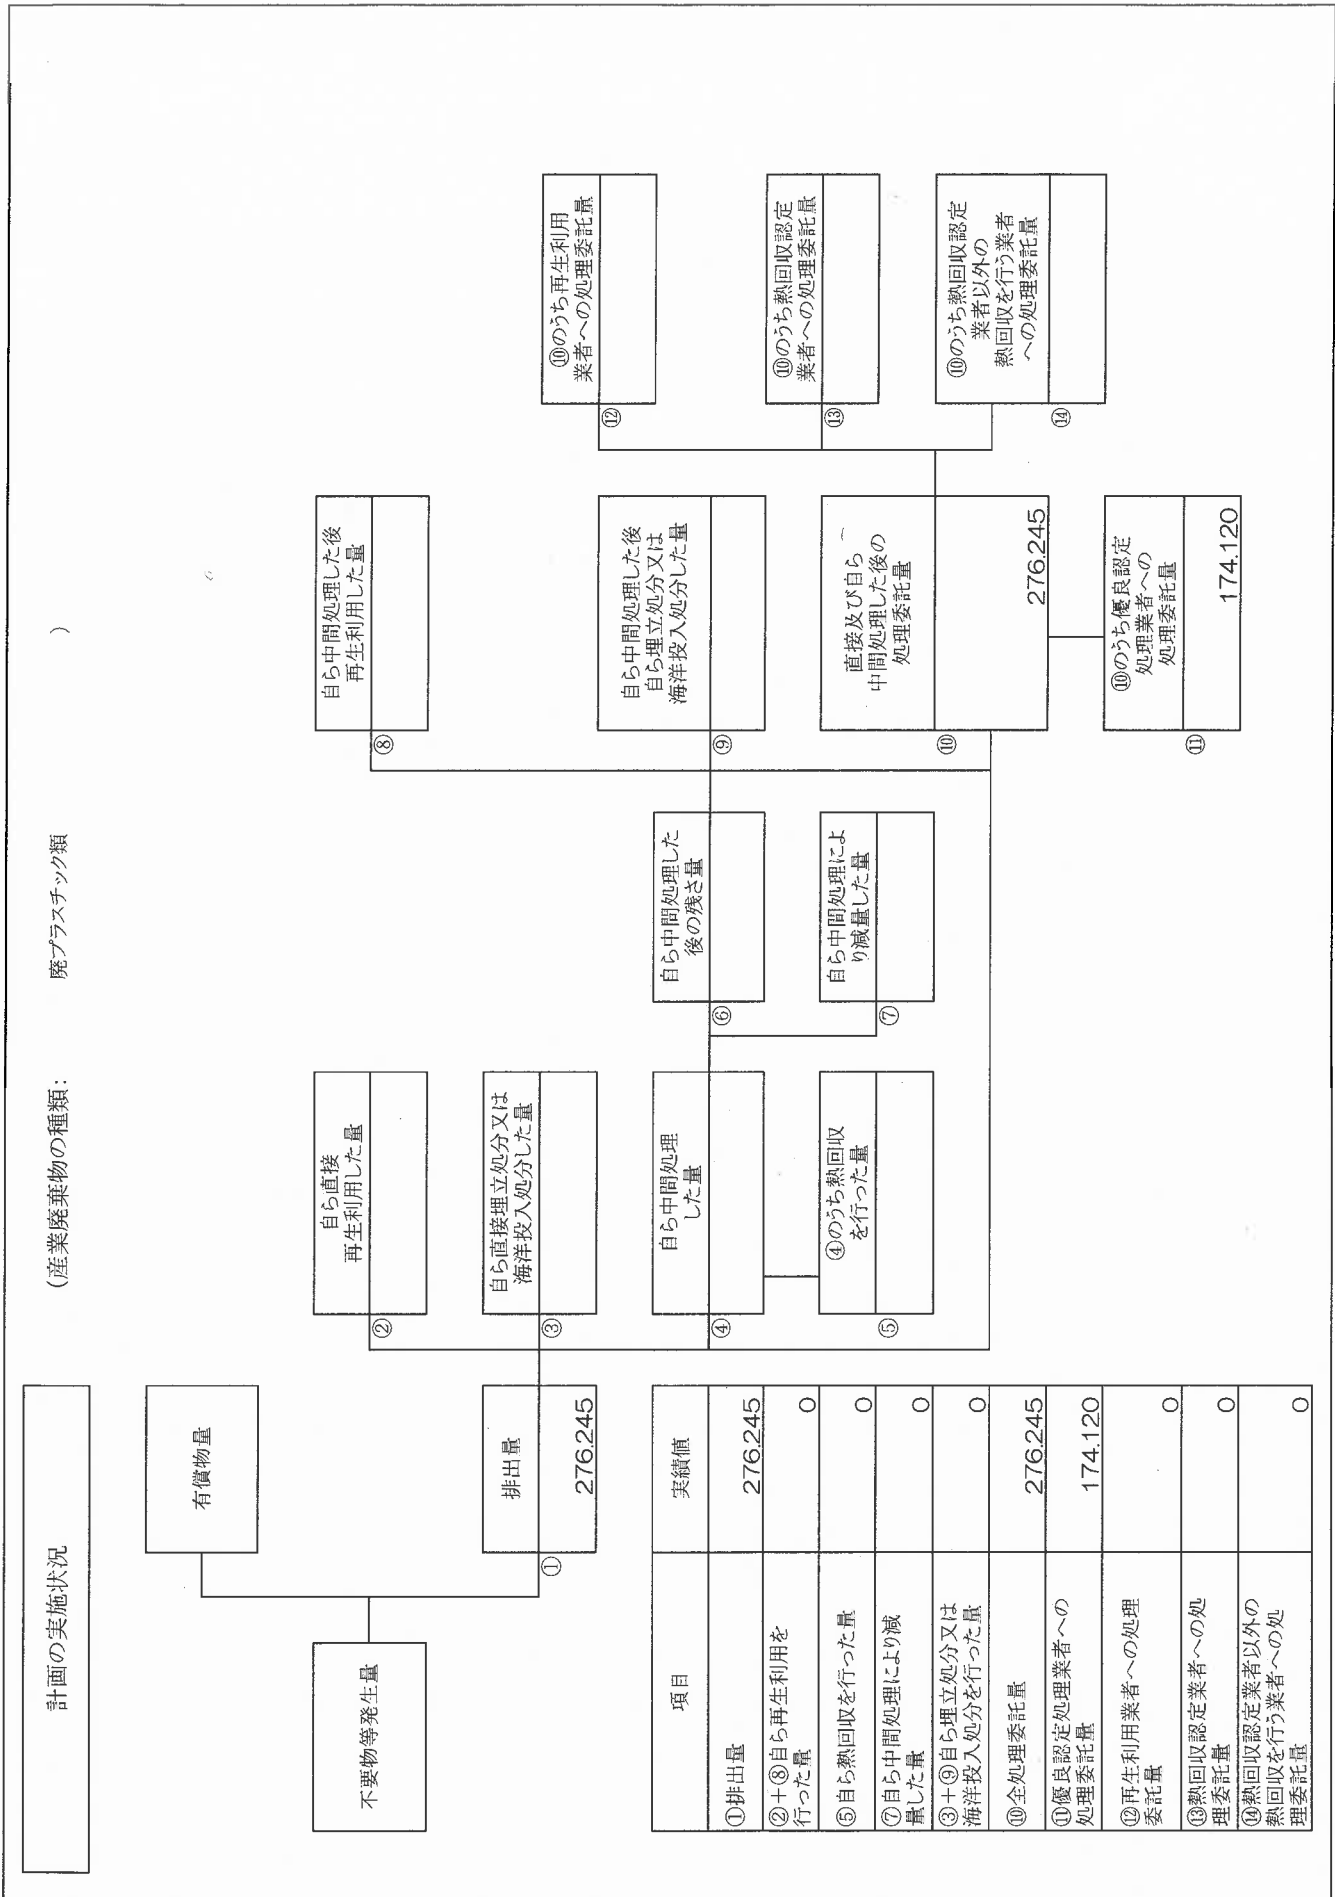 計画の実施状況
(産業廃棄物の種類: 廃プラスチック類 )
不要物等発生量
有償物量
排出量
①
276.245
自ら直接
再生利用した量
②
自ら直接埋立処分又は
海洋投入処分した量
③
自ら中間処理
した量
④
④のうち熱回収
を行った量
⑤
自ら中間処理した
後の残さ量
⑥
自ら中間処理によ
り減量した量
⑦
自ら中間処理した後
再生利用した量
⑧
自ら中間処理した後
自ら埋立処分又は
海洋投入処分した量
⑨
直接及び自ら
中間処理した後の
処理委託量
⑩
276.245
⑩のうち優良認定
処理業者への
処理委託量
⑪
174.120
⑩のうち再生利用
業者への処理委託量
⑫
⑩のうち熱回収認定
業者への処理委託量
⑬
⑩のうち熱回収認定
業者以外の
熱回収を行う業者
への処理委託量
⑭
項目 実績値
①排出量 276.245
②+⑧自ら再生利用を
行った量 0
⑤自ら熱回収を行った量 0
⑦自ら中間処理により減
量した量 0
③+⑨自ら埋立処分又は
海洋投入処分を行った量 0
⑩全処理委託量 276.245
⑪優良認定処理業者への
処理委託量 174.120
⑫再生利用業者への処理
委託量 0
⑬熱回収認定業者への処
理委託量 0
⑭熱回収認定業者以外の
熱回収を行う業者への処
理委託量 0